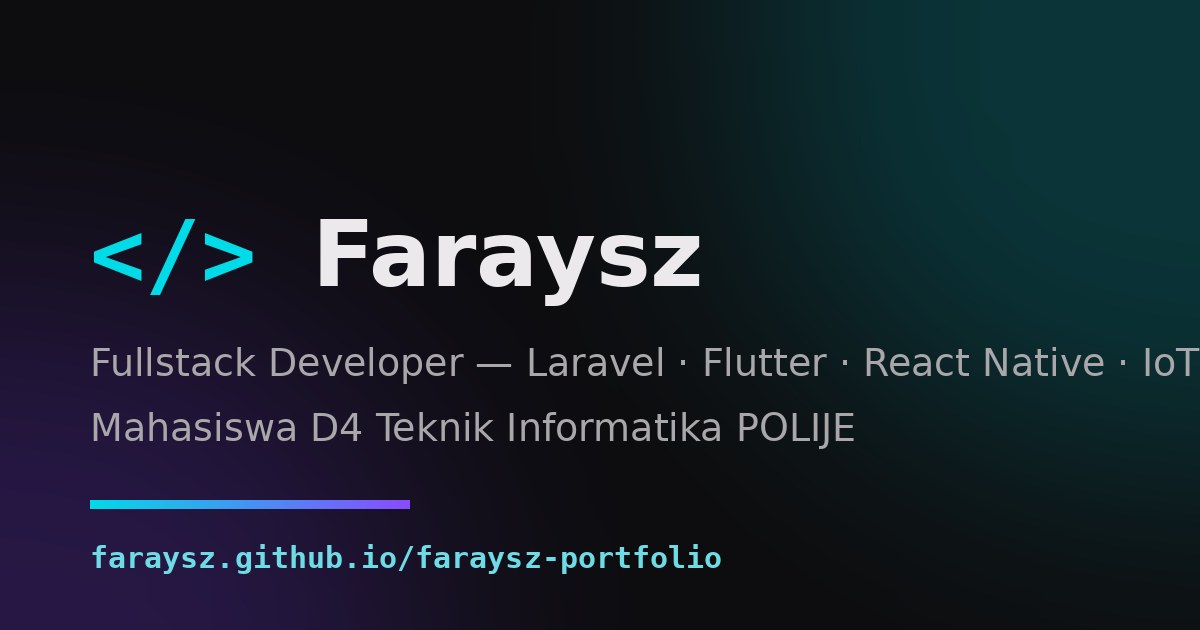 </> Faraysz
Fullstack Developer — Laravel · Flutter · React Native · IoT
Mahasiswa D4 Teknik Informatika POLIJE
faraysz.github.io/faraysz-portfolio